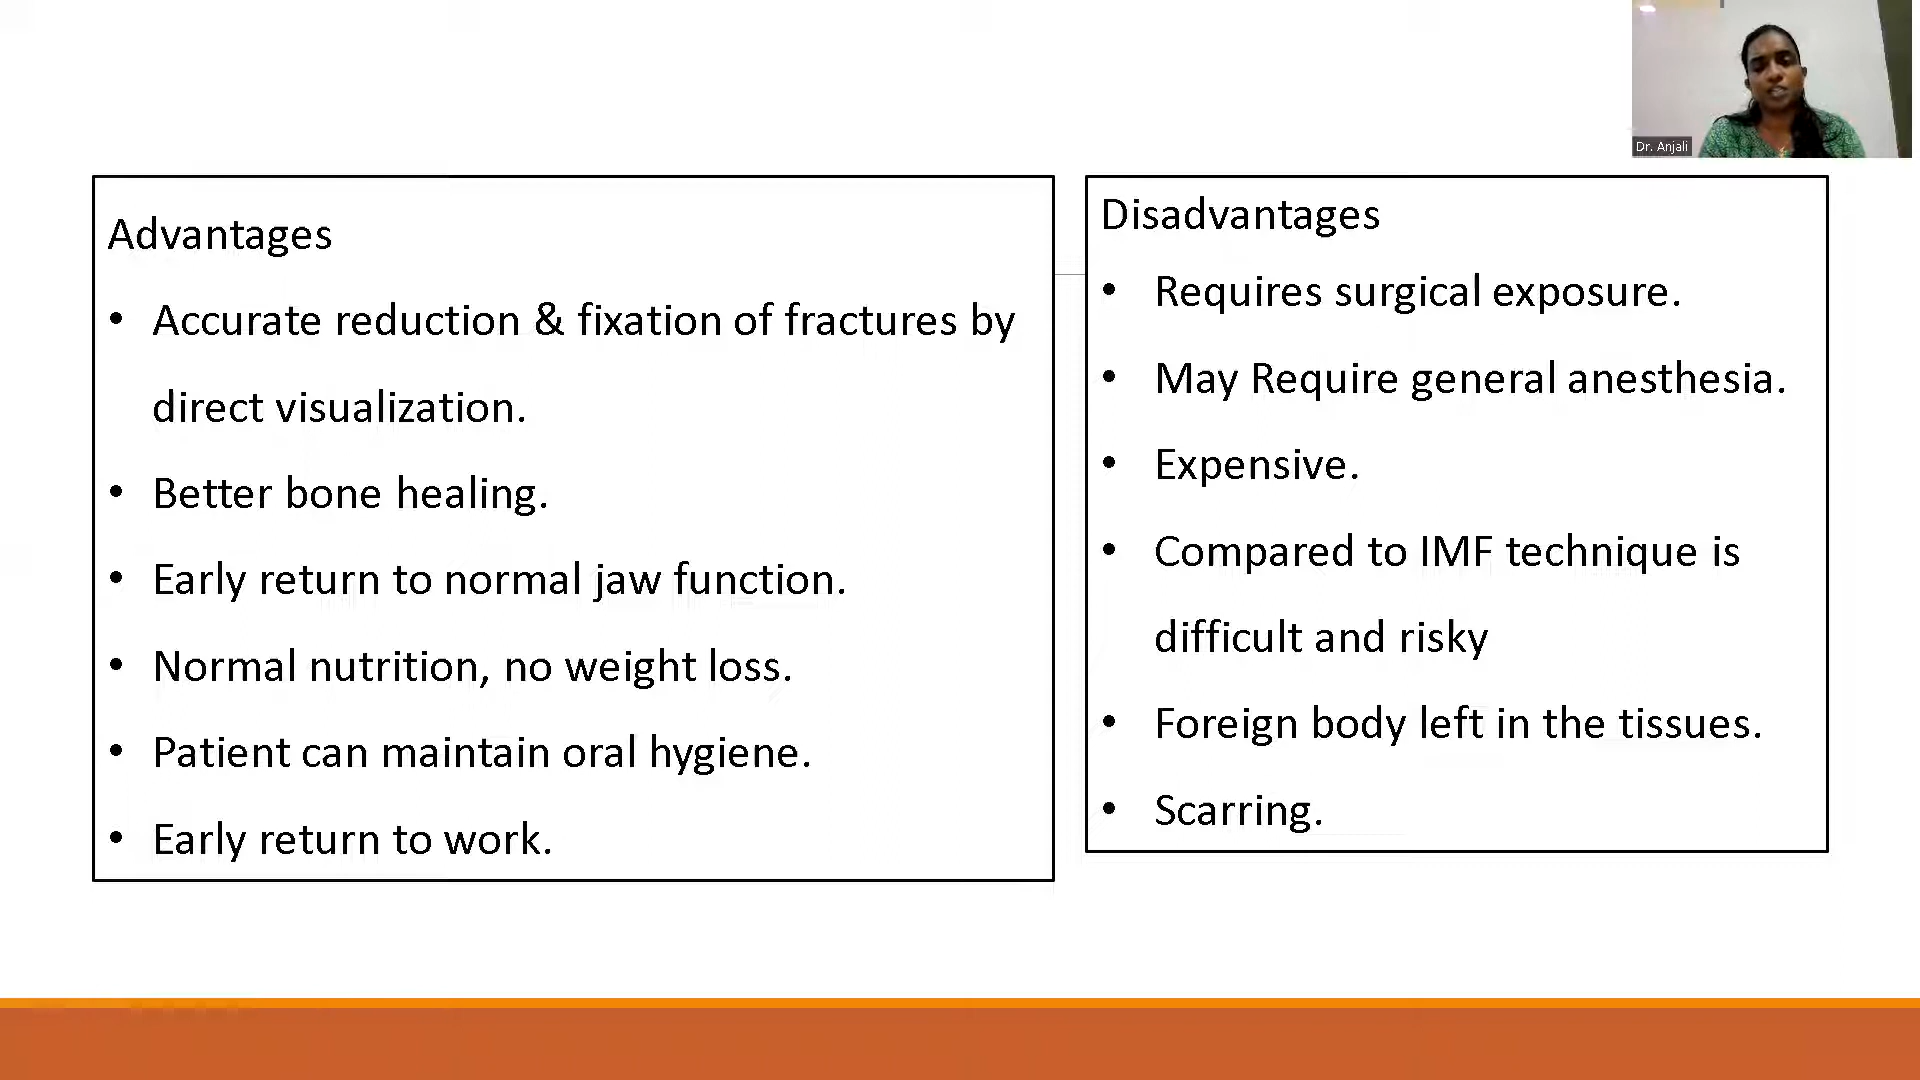 Dr. Anjali
Advantages
• Accurate reduction & fixation of fractures by
direct visualization.
• Better bone healing.
• Early return to normal jaw function.
• Normal nutrition, no weight loss.
• Patient can maintain oral hygiene.
• Early return to work.
Disadvantages
• Requires surgical exposure.
• May Require general anesthesia.
• Expensive.
• Compared to IMF technique is
difficult and risky
• Foreign body left in the tissues.
• Scarring.